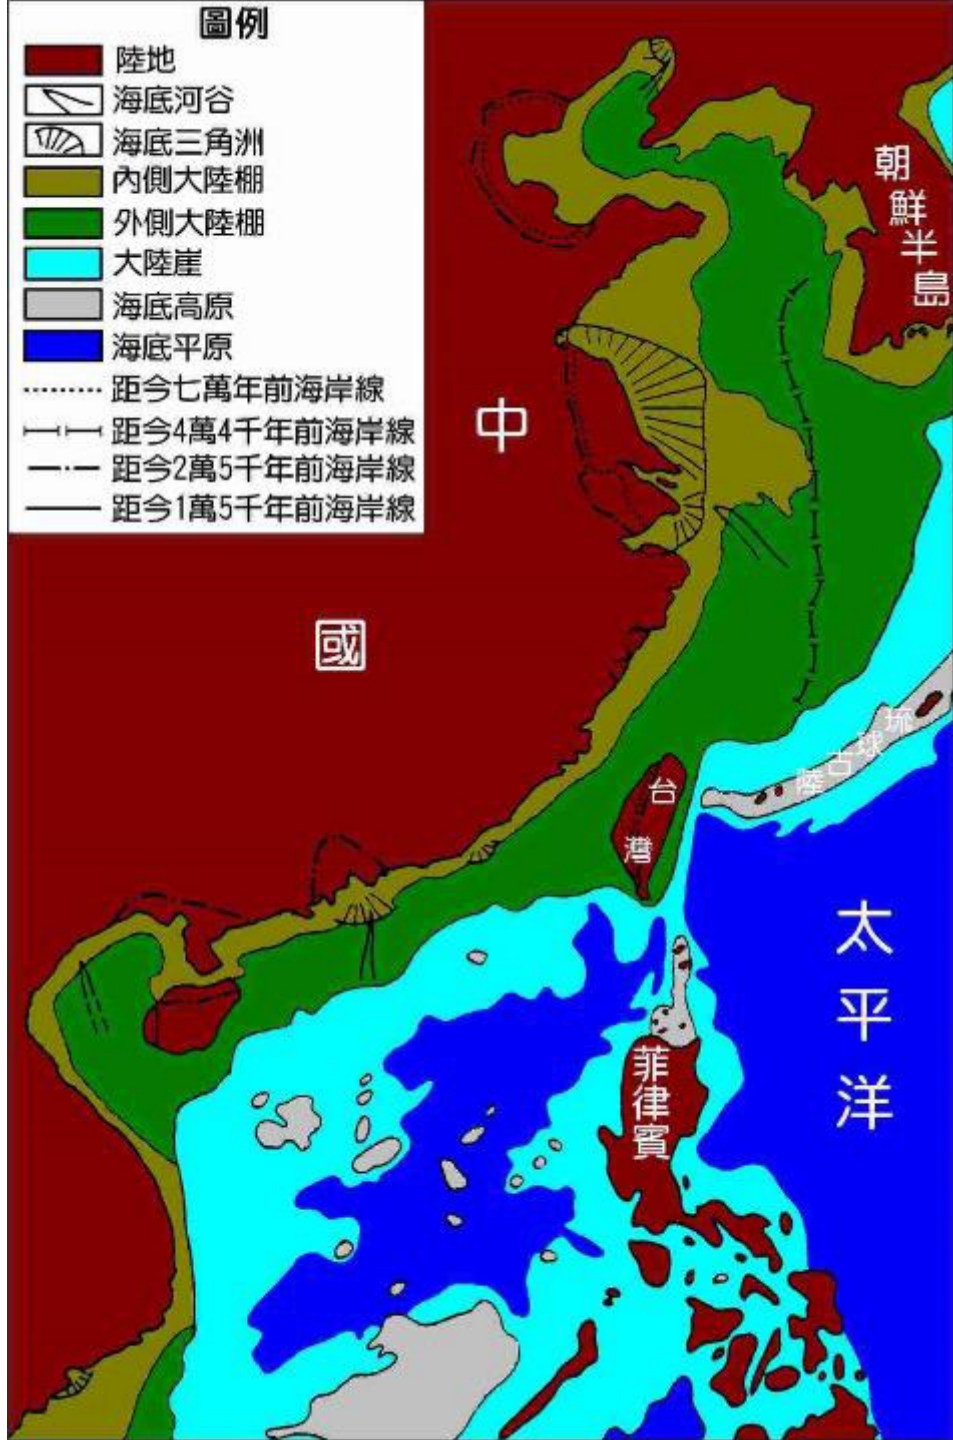 圖例
陸地
海底河谷
海底三角洲
內側大陸棚
外側大陸棚
大陸崖
海底高原
海底平原
距今七萬年前海岸線
距今4萬4千年前海岸線
距今2萬5千年前海岸線
距今1萬5千年前海岸線
朝鮮半島
中國
琉球古陸
台灣
太平洋
菲律賓